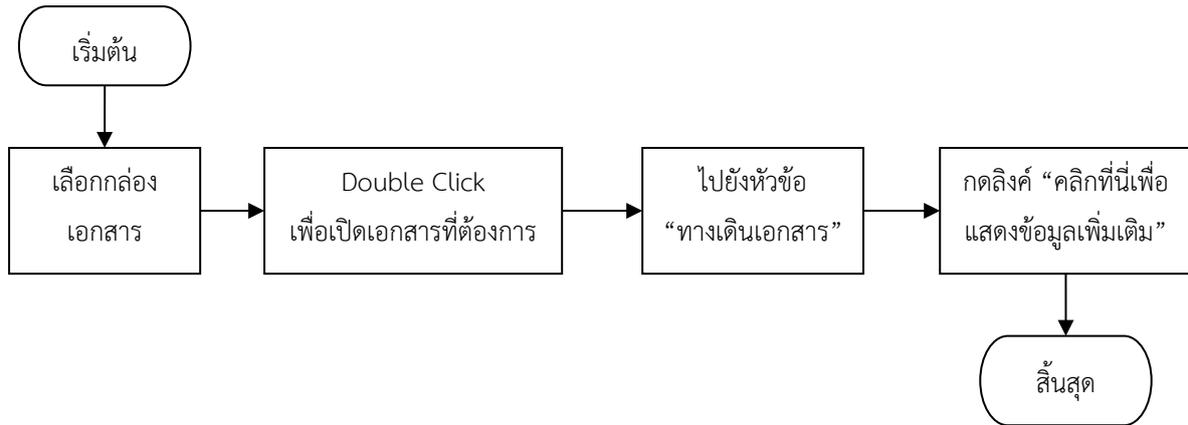 เริ่มต้น
เลือกกล่อง
เอกสาร
Double Click
เพื่อเปิดเอกสารที่ต้องการ
ไปยังหัวข้อ
“ทางเดินเอกสาร”
กดลิงค์ “คลิกที่นี่เพื่อ
แสดงข้อมูลเพิ่มเติม”
สิ้นสุด